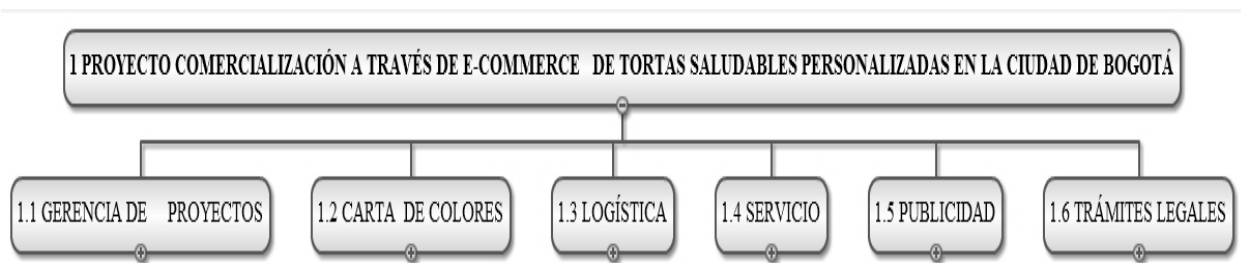 1 PROYECTO COMERCIALIZACIÓN A TRAVÉS DE E-COMMERCE DE TORTAS SALUDABLES PERSONALIZADAS EN LA CIUDAD DE BOGOTÁ
1.1 GERENCIA DE PROYECTOS
1.2 CARTA DE COLORES
1.3 LOGÍSTICA
1.4 SERVICIO
1.5 PUBLICIDAD
1.6 TRÁMITES LEGALES